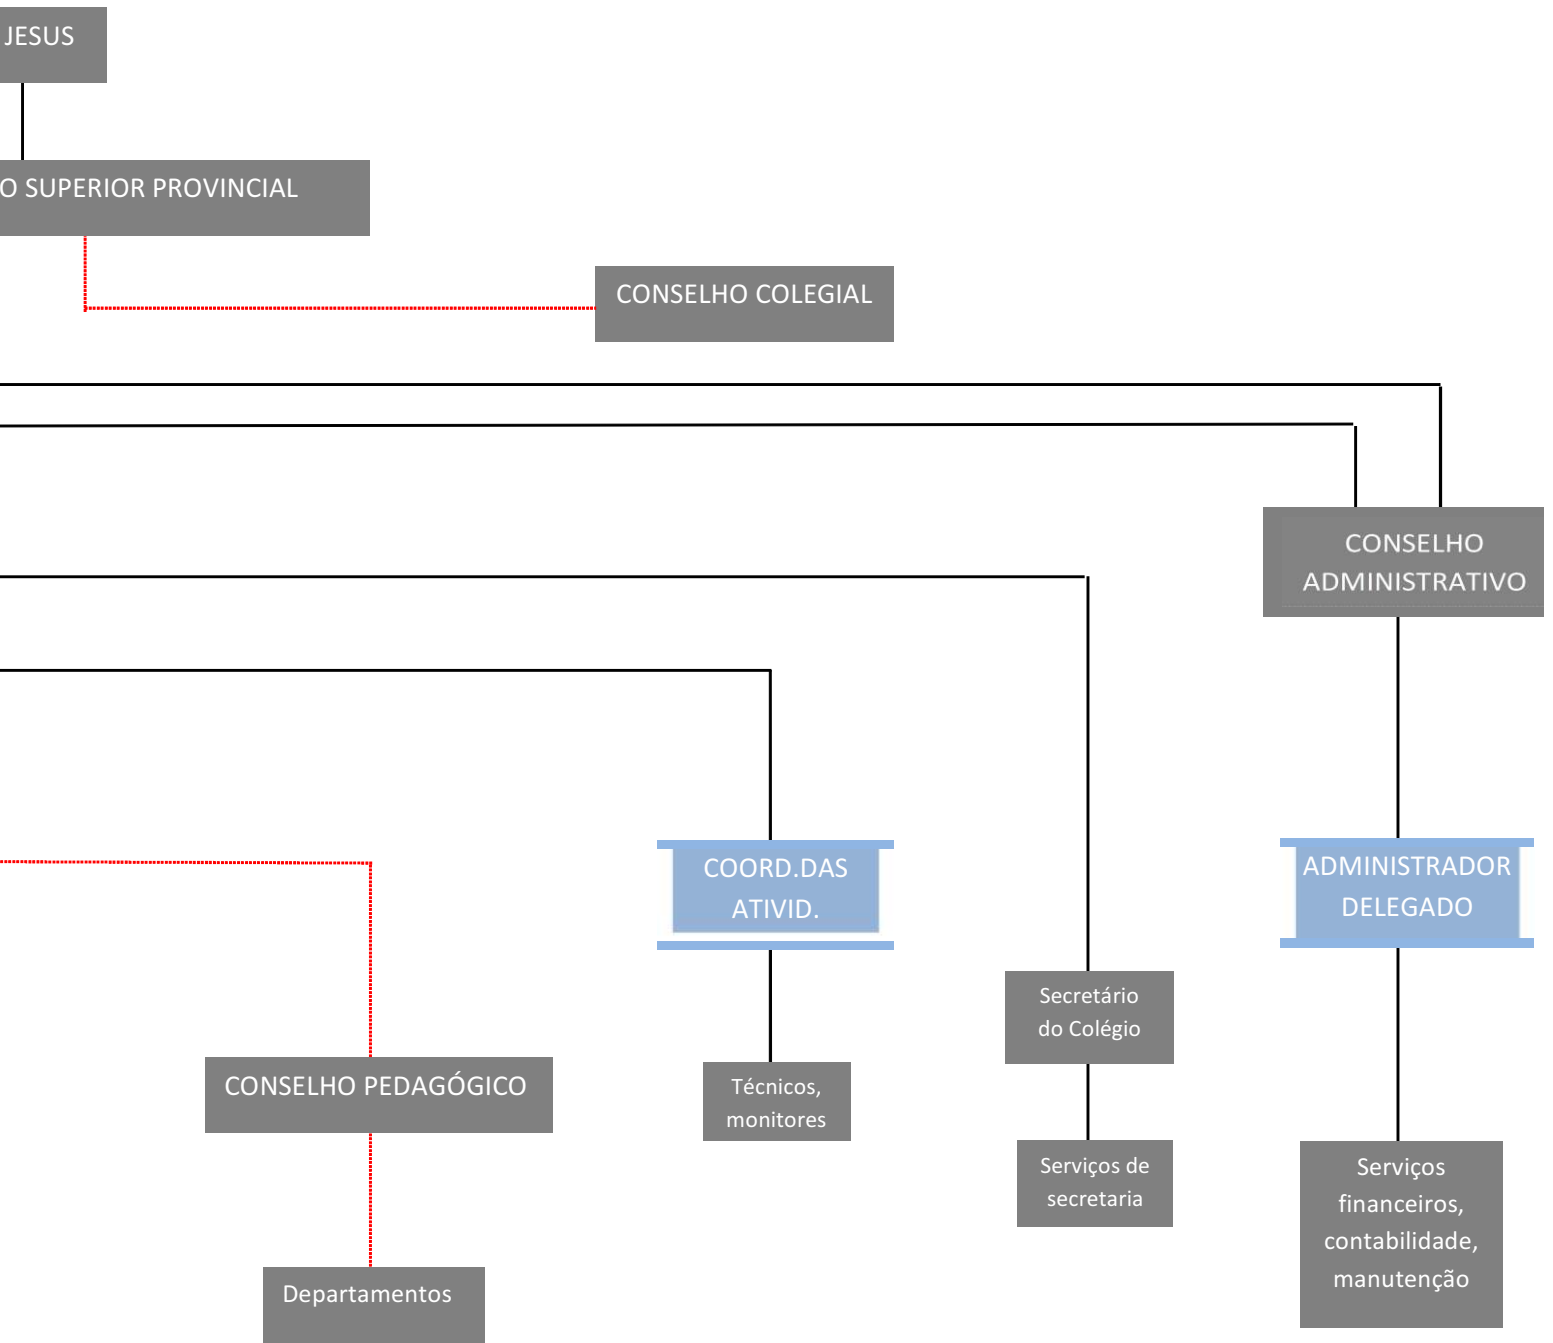 JESUS
O SUPERIOR PROVINCIAL
CONSELHO COLEGIAL
CONSELHO
ADMINISTRATIVO
COORD.DAS
ATIVID.
ADMINISTRADOR
DELEGADO
Secretário
do Colégio
CONSELHO PEDAGÓGICO
Técnicos,
monitores
Serviços de
secretaria
Serviços
financeiros,
contabilidade,
manutenção
Departamentos